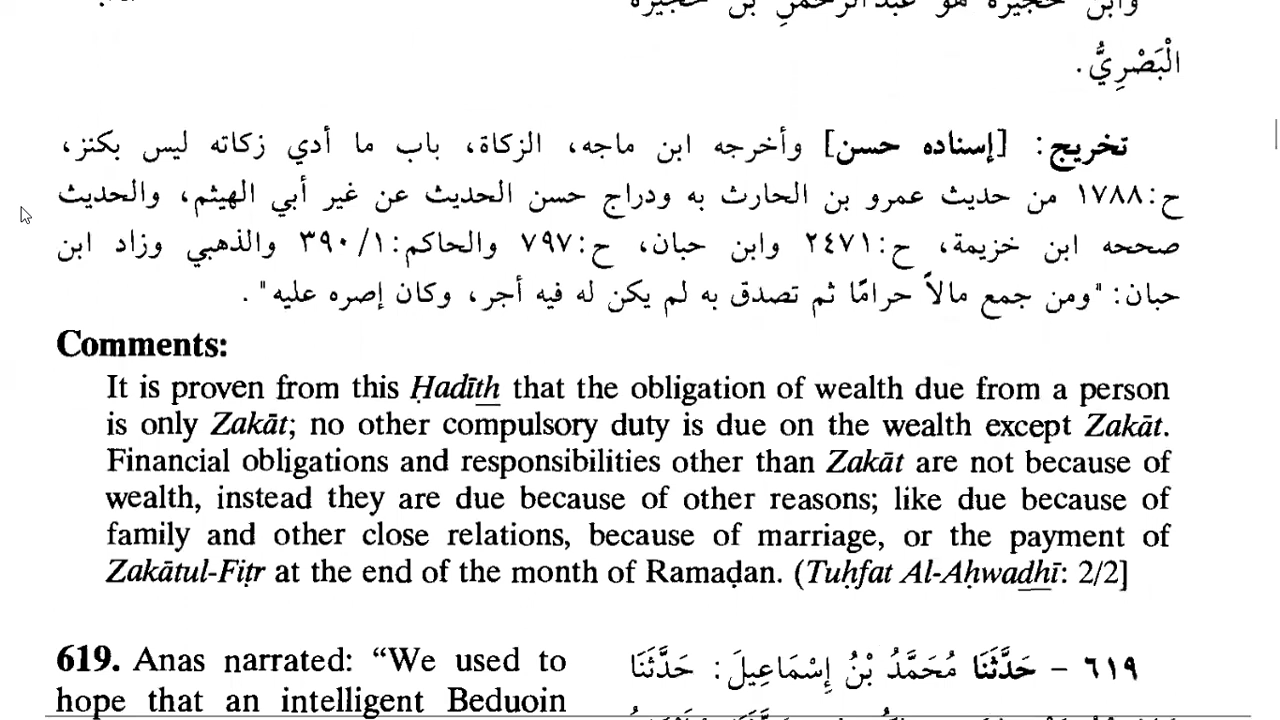 وابن حجيرة هو عبدالرحمن بن حجيرة
الْبَصْرِيُّ.
تخريج: [إسناده حسن] وأخرجه ابن ماجه، الزكاة، باب ما أدي زكاته ليس بكنز،
ح:١٧٨٨ من حديث عمرو بن الحارث به ودراج حسن الحديث عن غير أبي الهيثم، والحديث
صححه ابن خزيمة، ح:٢٤٧١ وابن حبان، ح:٧٩٧ والحاكم:١/ ٣٩٠ والذهبي وزاد ابن
حبان: "ومن جمع مالاً حرامًا ثم تصدق به لم يكن له فيه أجر، وكان إصره عليه".
Comments:
It is proven from this Ḥadīth that the obligation of wealth due from a person
is only Zakāt; no other compulsory duty is due on the wealth except Zakāt.
Financial obligations and responsibilities other than Zakāt are not because of
wealth, instead they are due because of other reasons; like due because of
family and other close relations, because of marriage, or the payment of
Zakātul-Fiṭr at the end of the month of Ramaḍan. (Tuḥfat Al-Aḥwadhī: 2/2]
619. Anas narrated: “We used to
hope that an intelligent Beduoin
٦١٩ - حَدَّثَنَا مُحَمَّدُ بْنُ إِسْمَاعِيلَ: حَدَّثَنَا